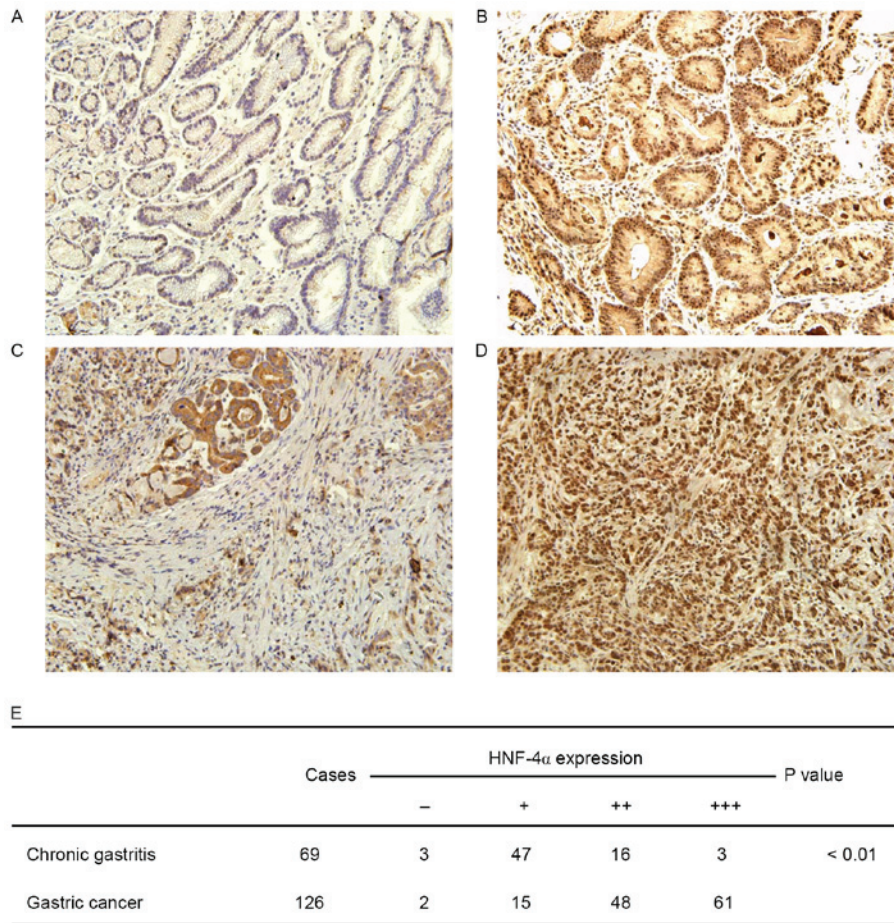 A
B
C
D
E
HNF-4α expression
Cases P value
– + ++ +++
Chronic gastritis 69 3 47 16 3 < 0.01
Gastric cancer 126 2 15 48 61